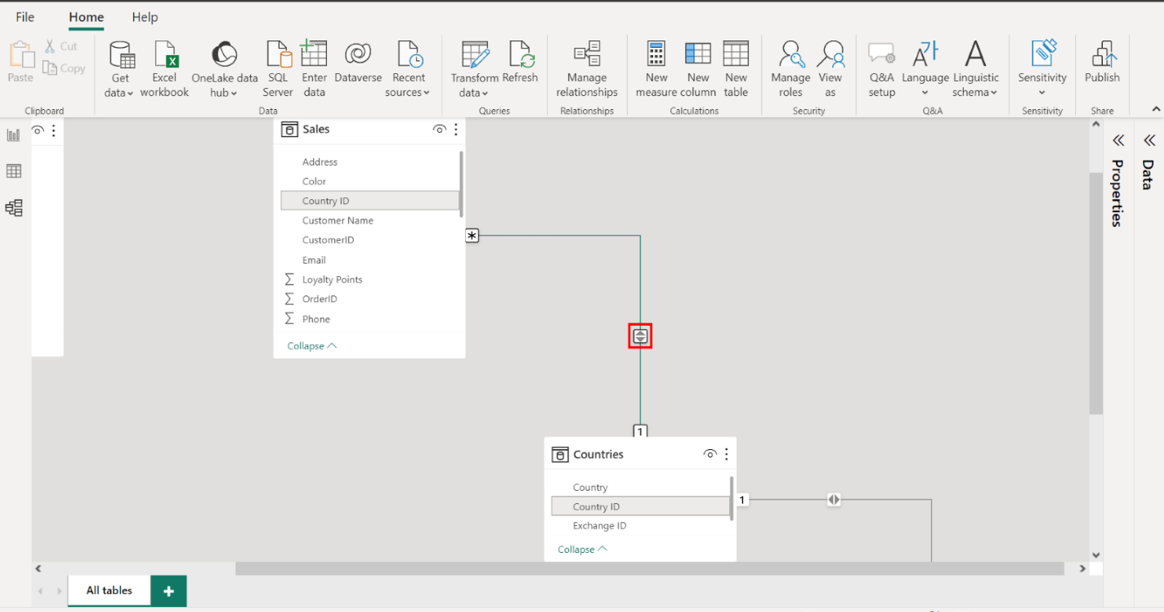 File Home Help
Paste
Cut
Copy
Clipboard
Get data
Excel workbook
OneLake data hub
SQL Server
Enter data
Dataverse
Recent sources
Data
Transform data
Refresh
Queries
Manage relationships
Relationships
New measure
New column
New table
Calculations
Manage roles
View as
Security
Q&A setup
Language
Linguistic schema
Q&A
Sensitivity
Sensitivity
Publish
Share
Sales
Address
Color
Country ID
Customer Name
CustomerID
Email
Loyalty Points
OrderID
Phone
Collapse
*
1
Countries
Country
Country ID
Exchange ID
Collapse
1
Properties
Data
All tables
+